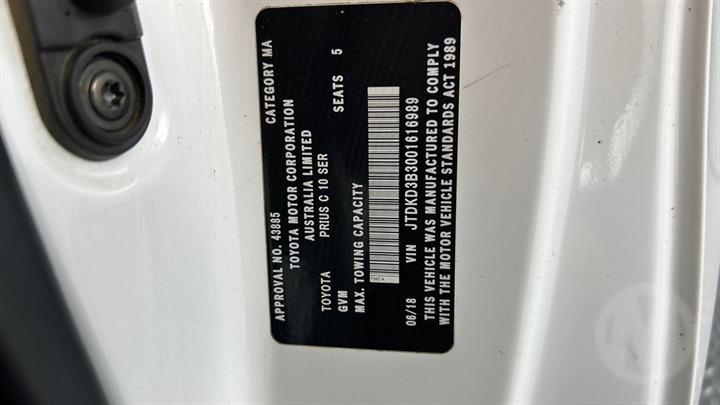 APPROVAL NO. 43885 CATEGORY MA
TOYOTA MOTOR CORPORATION
AUSTRALIA LIMITED
TOYOTA PRIUS C 10 SER
GVM SEATS 5
MAX. TOWING CAPACITY
THCA
06/18 VIN JTDKD3B3001616989
THIS VEHICLE WAS MANUFACTURED TO COMPLY
WITH THE MOTOR VEHICLE STANDARDS ACT 1989